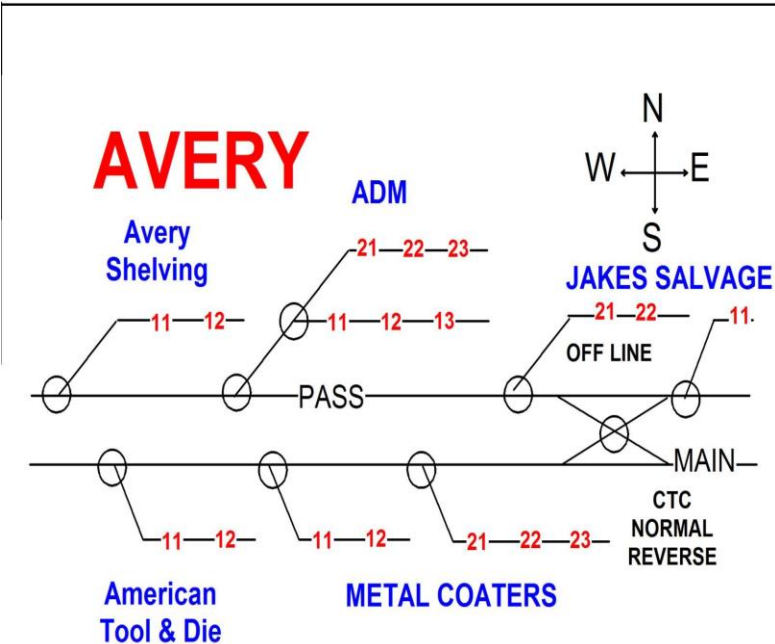 N
AVERY
W E
ADM
S
Avery
Shelving
21 22 23
JAKES SALVAGE
11 12
11 12 13
21 22
11
OFF LINE
PASS
MAIN
CTC
NORMAL
REVERSE
11 12
11 12
21 22 23
American
Tool & Die
METAL COATERS